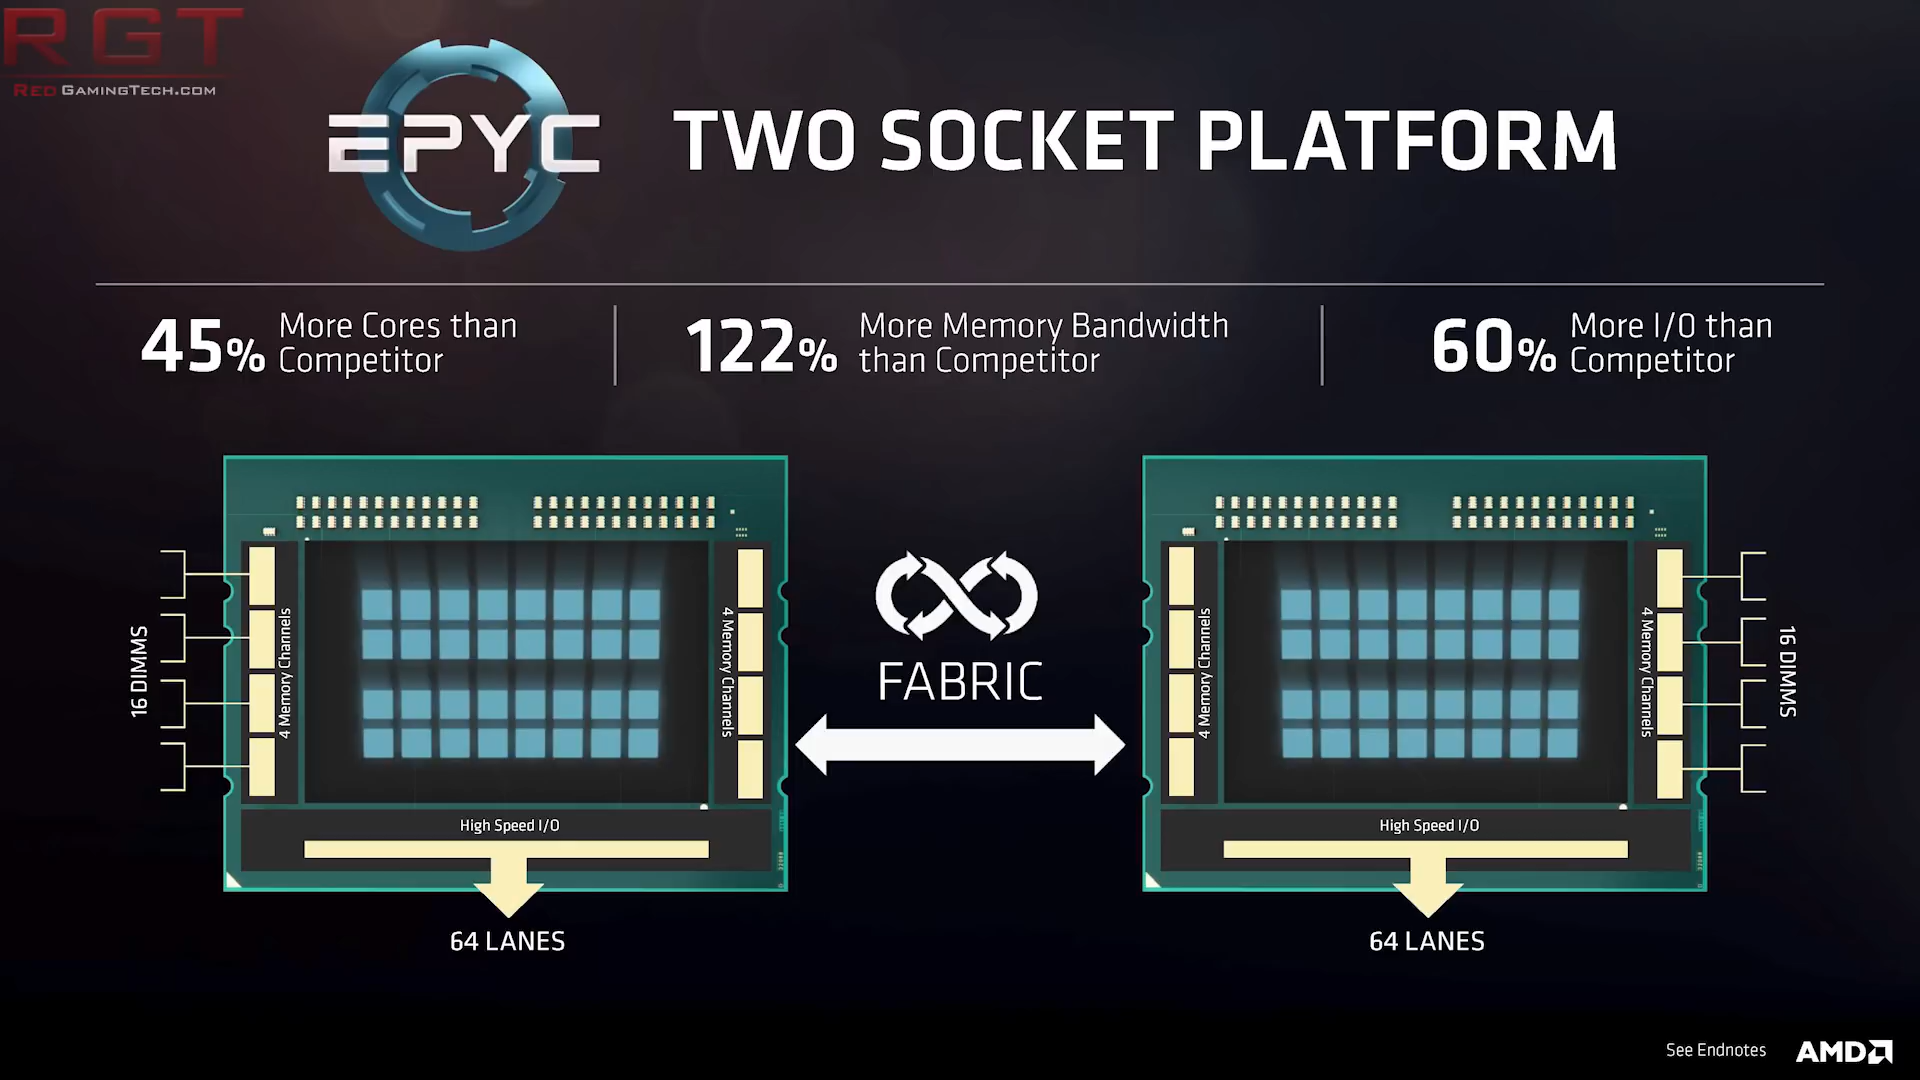 RGT
RedGamingTech.com
EPYC
TWO SOCKET PLATFORM
45% More Cores than
Competitor
122% More Memory Bandwidth
than Competitor
60% More I/O than
Competitor
16 DIMMS
4 Memory Channels
4 Memory Channels
High Speed I/O
64 LANES
FABRIC
4 Memory Channels
4 Memory Channels
16 DIMMS
High Speed I/O
64 LANES
See Endnotes
AMD